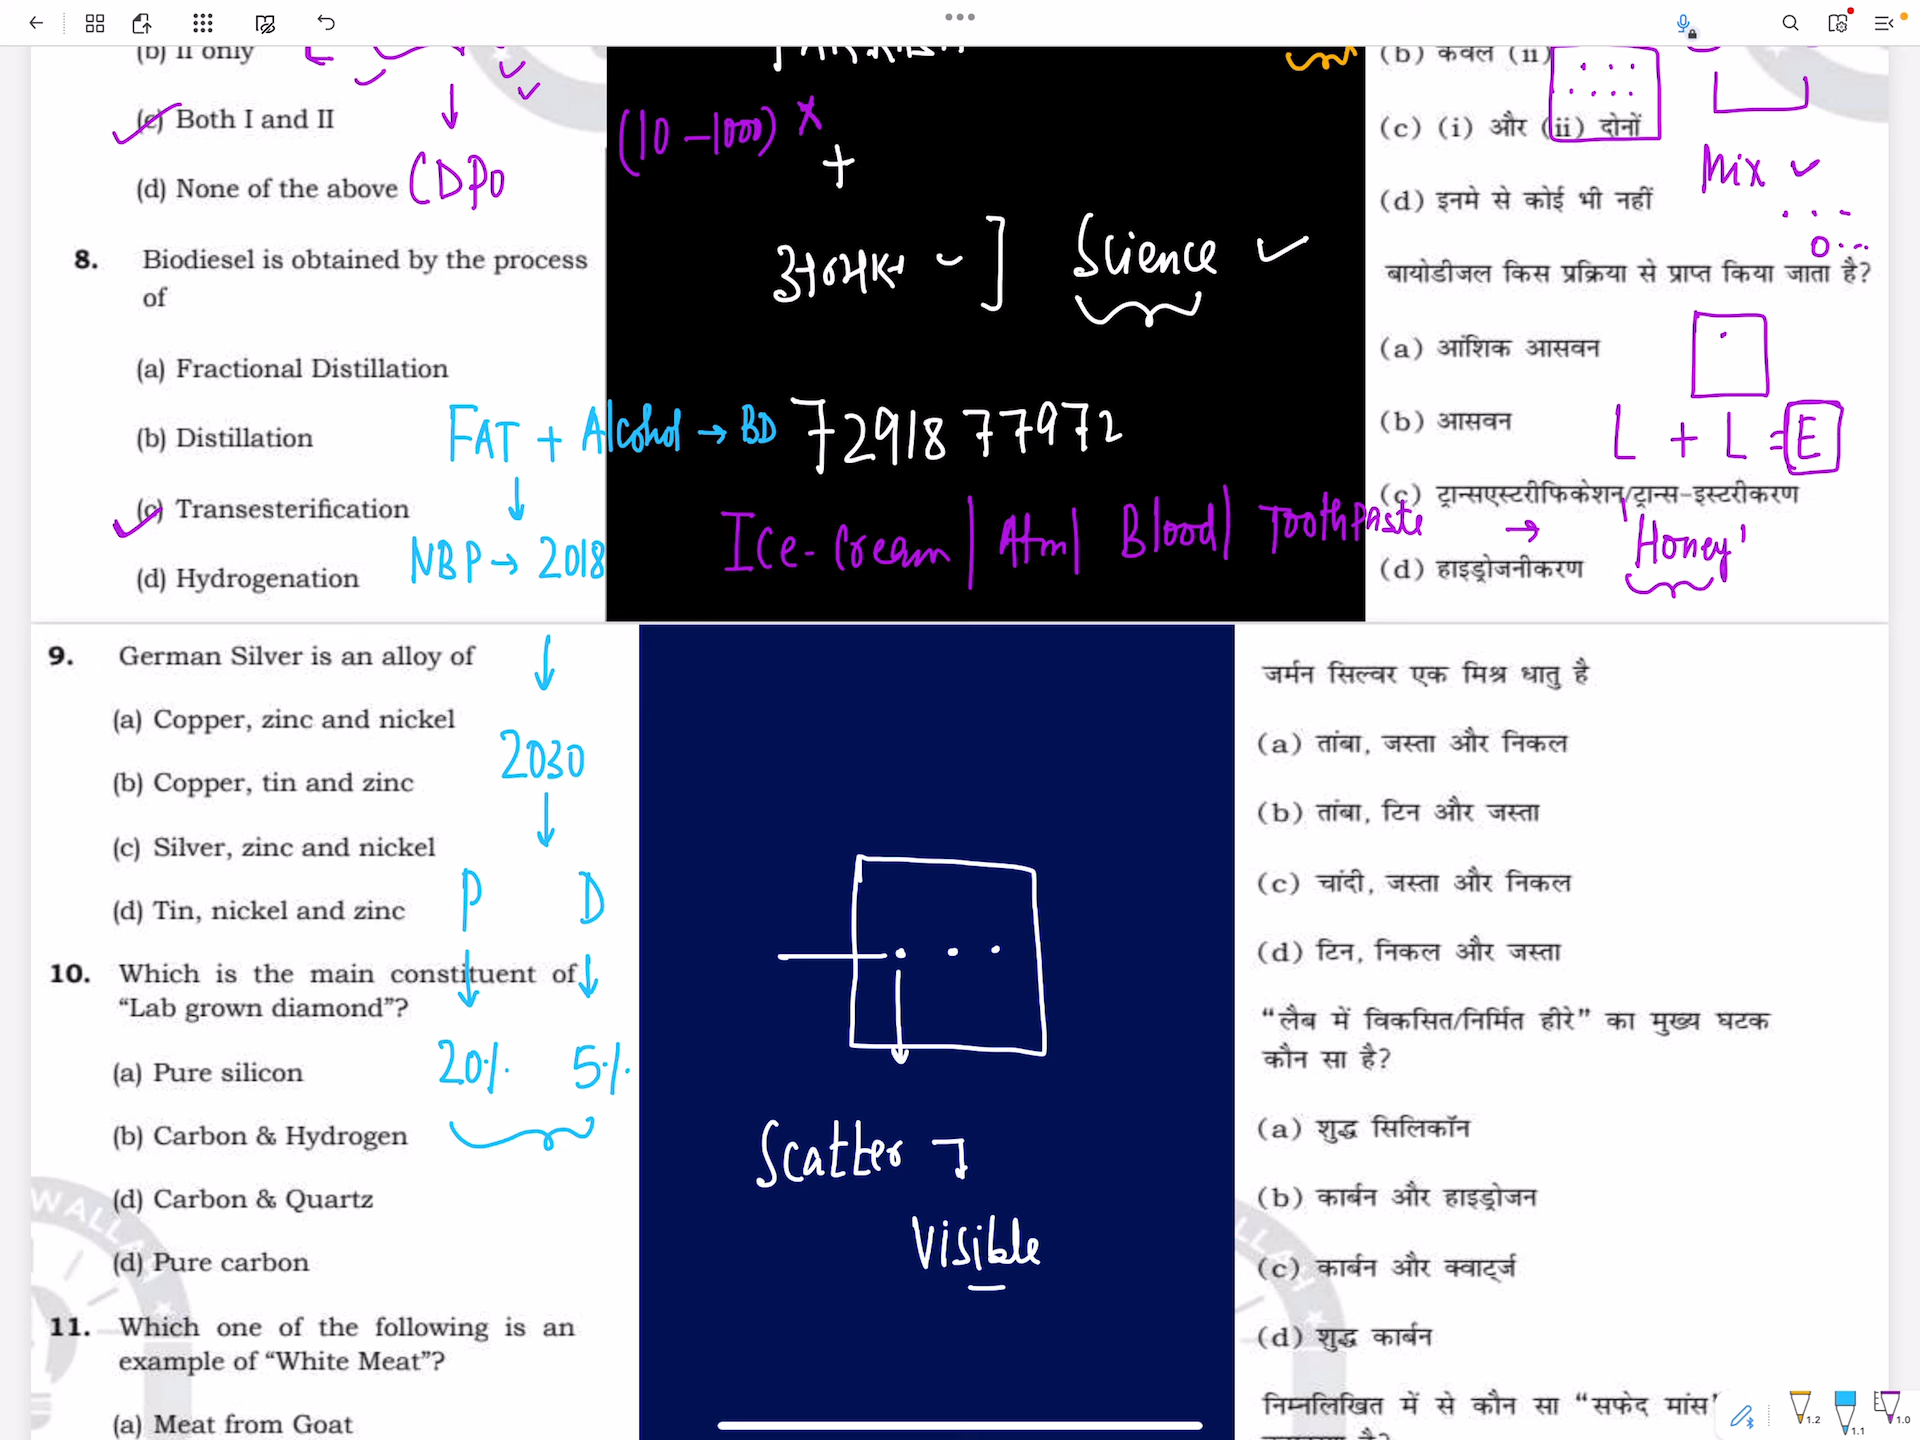 (b) II only
(c) Both I and II
(d) None of the above
CDPO
8. Biodiesel is obtained by the process
of
(a) Fractional Distillation
(b) Distillation
(c) Transesterification
(d) Hydrogenation
FAT + Alcohol → BD
NBP → 2018
2030
P D
20% 5%
9. German Silver is an alloy of
(a) Copper, zinc and nickel
(b) Copper, tin and zinc
(c) Silver, zinc and nickel
(d) Tin, nickel and zinc
10. Which is the main constituent of
“Lab grown diamond”?
(a) Pure silicon
(b) Carbon & Hydrogen
(d) Carbon & Quartz
(d) Pure carbon
11. Which one of the following is an
example of “White Meat”?
(a) Meat from Goat
(10 – 1000) ×
+
Science
7291877972
Ice-Cream | Atm | Blood | Toothpaste
Scatter
Visible
(b) केवल (ii)
(c) (i) और (ii) दोनों
(d) इनमे से कोई भी नहीं
Mix
बायोडीजल किस प्रक्रिया से प्राप्त किया जाता है?
(a) आंशिक आसवन
(b) आसवन
(c) ट्रान्सएस्टरीफिकेशन/ट्रान्स-इस्टरीकरण
(d) हाइड्रोजनीकरण
L + L = E
'Honey'
जर्मन सिल्वर एक मिश्र धातु है
(a) तांबा, जस्ता और निकल
(b) तांबा, टिन और जस्ता
(c) चांदी, जस्ता और निकल
(d) टिन, निकल और जस्ता
“लैब में विकसित/निर्मित हीरे” का मुख्य घटक
कौन सा है?
(a) शुद्ध सिलिकॉन
(b) कार्बन और हाइड्रोजन
(c) कार्बन और क्वार्ट्ज
(d) शुद्ध कार्बन
निम्नलिखित में से कौन सा “सफेद मांस”
WALLAH
1.2
1.1
1.0